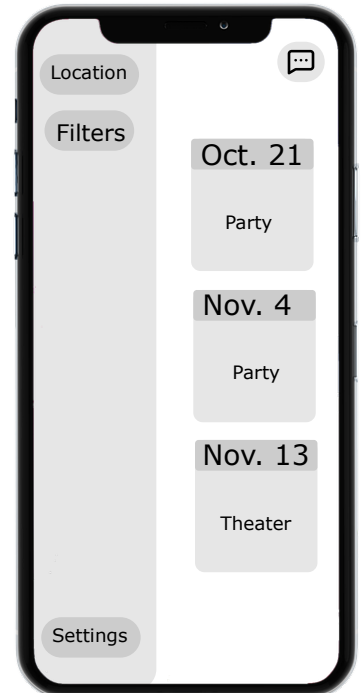 Location
Filters
Oct. 21
Party
Nov. 4
Party
Nov. 13
Theater
Settings